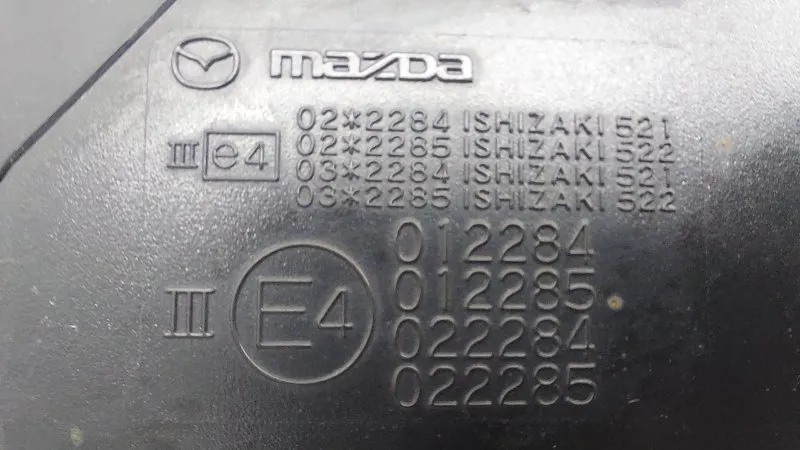 mazda
02*2284 ISHIZAKI 521
02*2285 ISHIZAKI 522
III e4
03*2284 ISHIZAKI 521
03*2285 ISHIZAKI 522
012284
012285
III E4
022284
022285